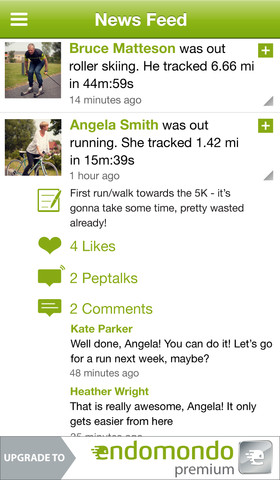 News Feed
Bruce Matteson was out
roller skiing. He tracked 6.66 mi
in 44m:59s
14 minutes ago
Angela Smith was out
running. She tracked 1.42 mi
in 15m:39s
1 hour ago
First run/walk towards the 5K - it's
gonna take some time, pretty wasted
already!
4 Likes
2 Peptalks
2 Comments
Kate Parker
Well done, Angela! You can do it! Let's go
for a run next week, maybe?
48 minutes ago
Heather Wright
That is really awesome, Angela! It only
gets easier from here
minutes ago
UPGRADE TO
endomondo
premium